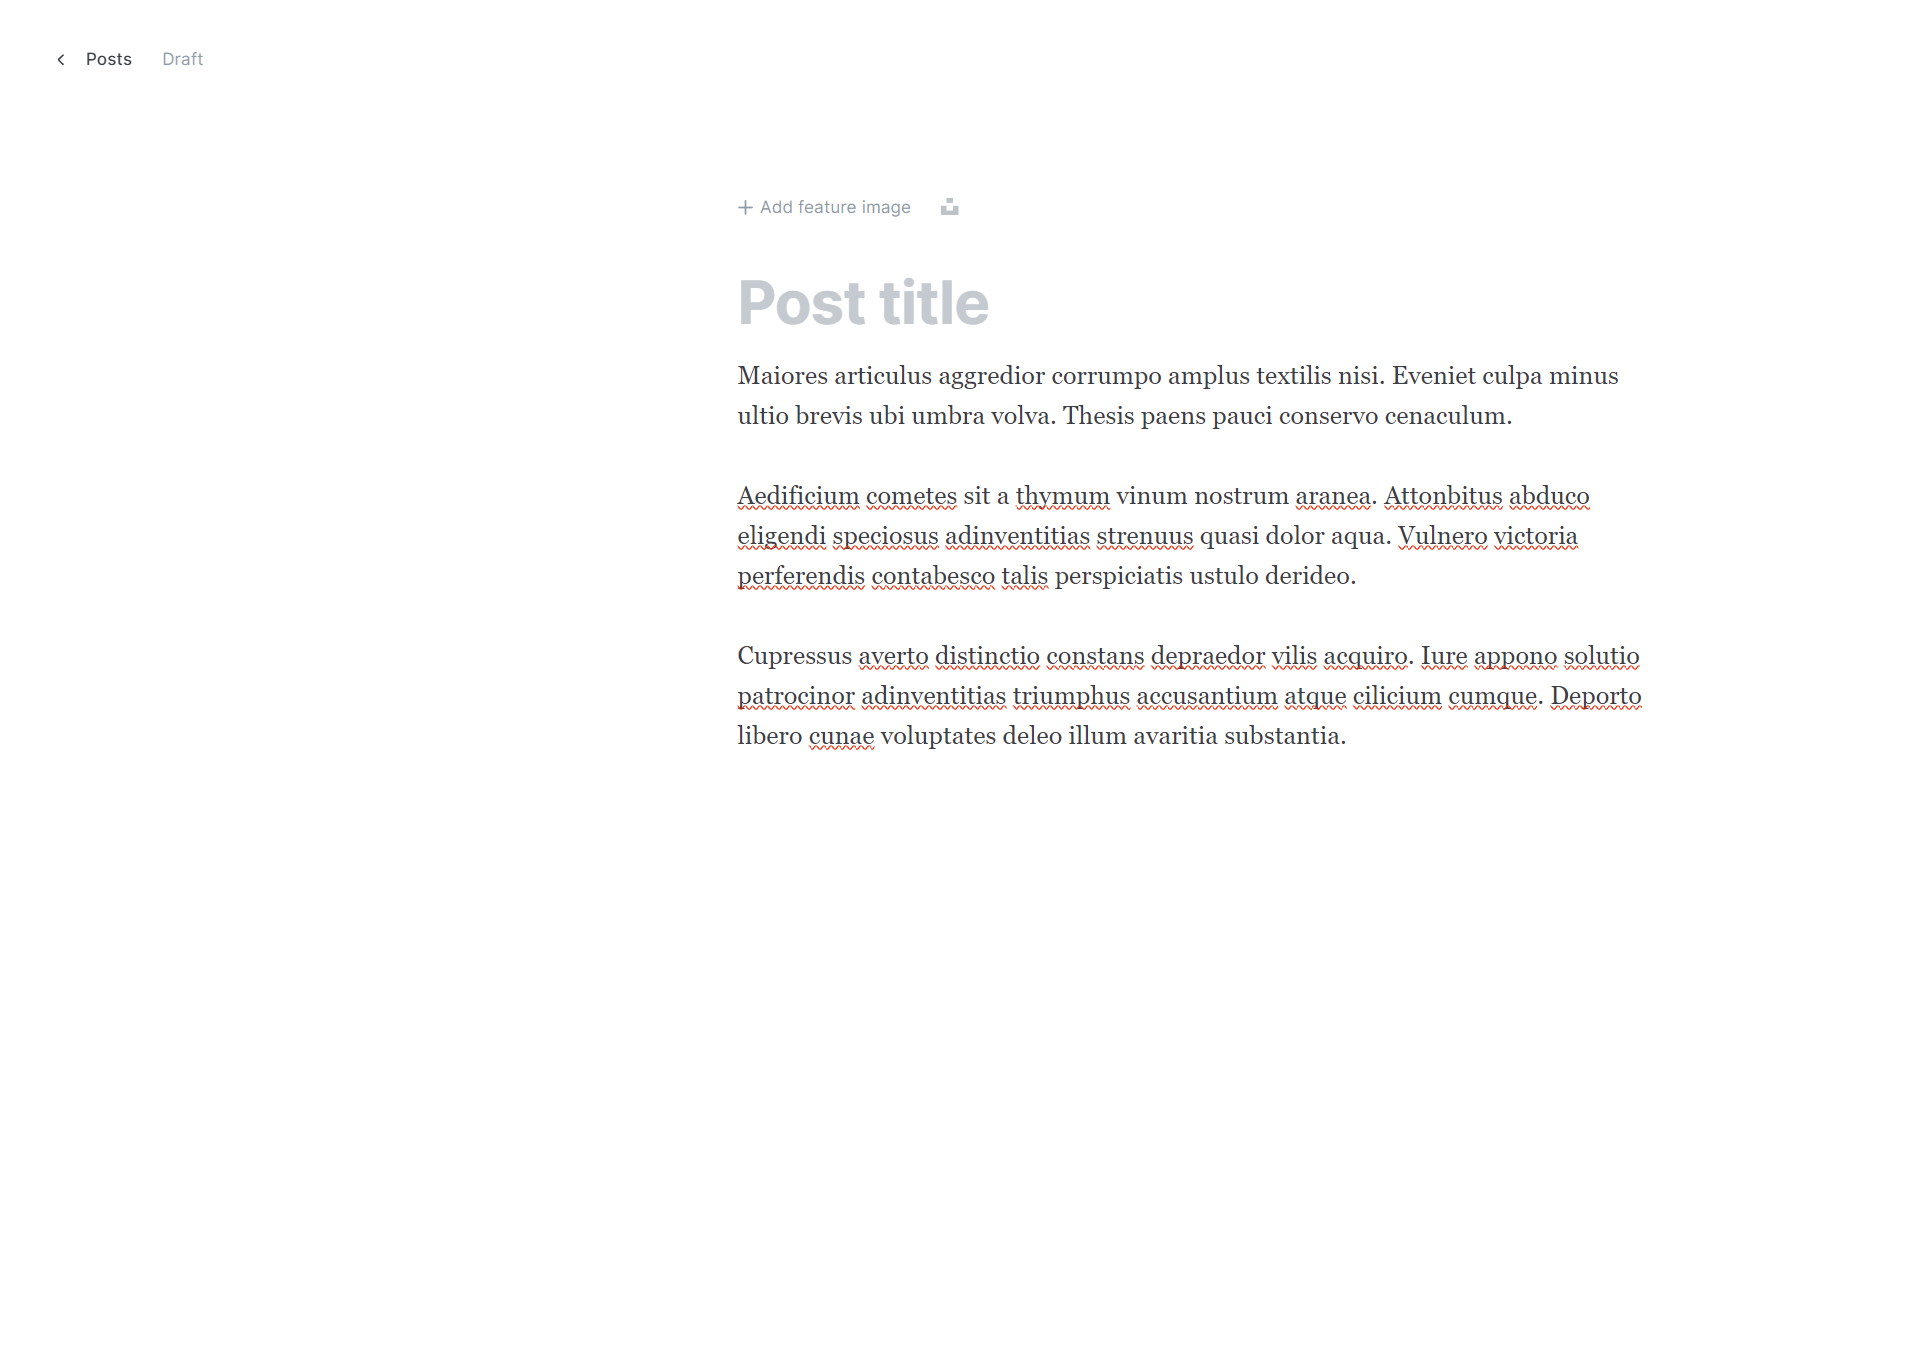 Posts Draft
Add feature image
Post title
Maiores articulus aggredior corrumpo amplus textilis nisi. Eveniet culpa minus
ultio brevis ubi umbra volva. Thesis paens pauci conservo cenaculum.
Aedificium cometes sit a thymum vinum nostrum aranea. Attonbitus abduco
eligendi speciosus adinventitias strenuus quasi dolor aqua. Vulnero victoria
perferendis contabesco talis perspiciatis ustulo derideo.
Cupressus averto distinctio constans depraedor vilis acquiro. Iure appono solutio
patrocinor adinventitias triumphus accusantium atque cilicium cumque. Deporto
libero cunae voluptates deleo illum avaritia substantia.